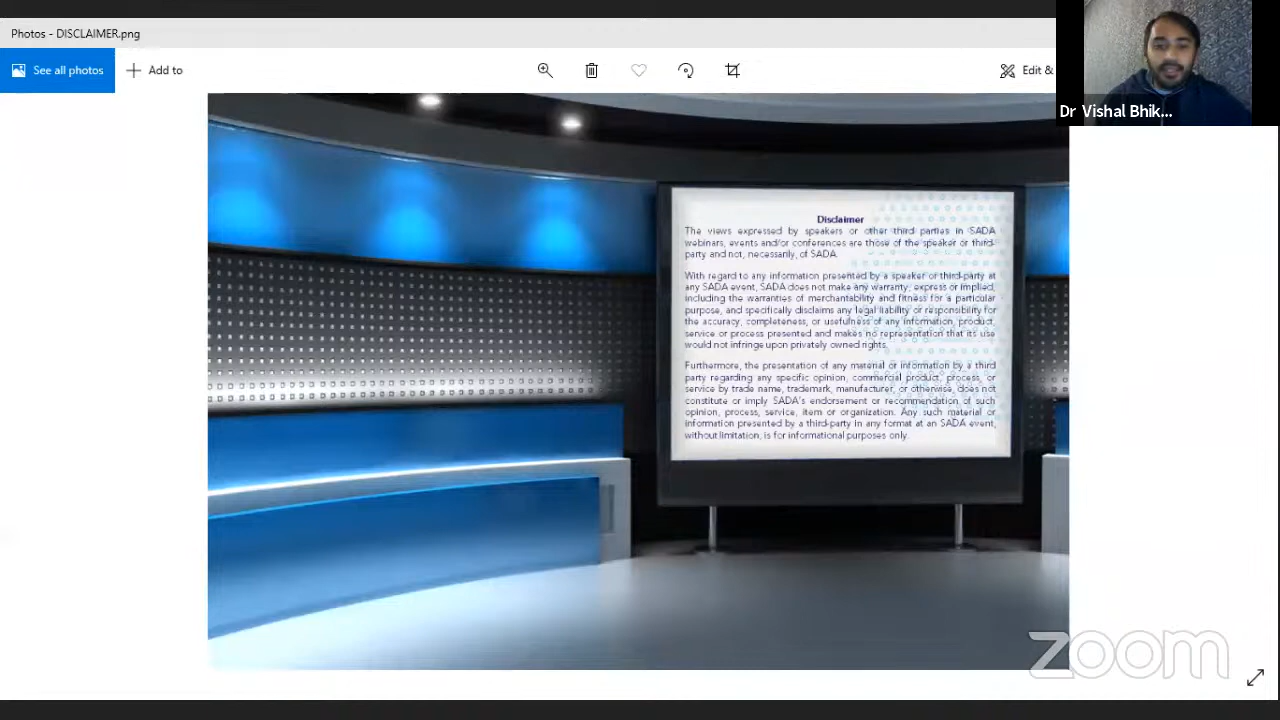 Photos - DISCLAIMER.png
See all photos
Add to
Edit &
Dr Vishal Bhik...
Disclaimer
The views expressed by speakers or other third parties in SADA
webinars, events and/or conferences are those of the speaker or third-
party and not, necessarily, of SADA.
With regard to any information presented by a speaker or third-party at
any SADA event, SADA does not make any warranty, express or implied,
including the warranties of merchantability and fitness for a particular
purpose, and specifically disclaims any legal liability or responsibility for
the accuracy, completeness, or usefulness of any information, product,
service or process presented and makes no representation that its use
would not infringe upon privately owned rights.
Furthermore, the presentation of any material or information by a third
party regarding any specific opinion, commercial product, process, or
service by trade name, trademark, manufacturer, or otherwise, does not
constitute or imply SADA's endorsement or recommendation of such
opinion, process, service, item or organization. Any such material or
information presented by a third-party in any format at an SADA event,
without limitation, is for informational purposes only.
zoom